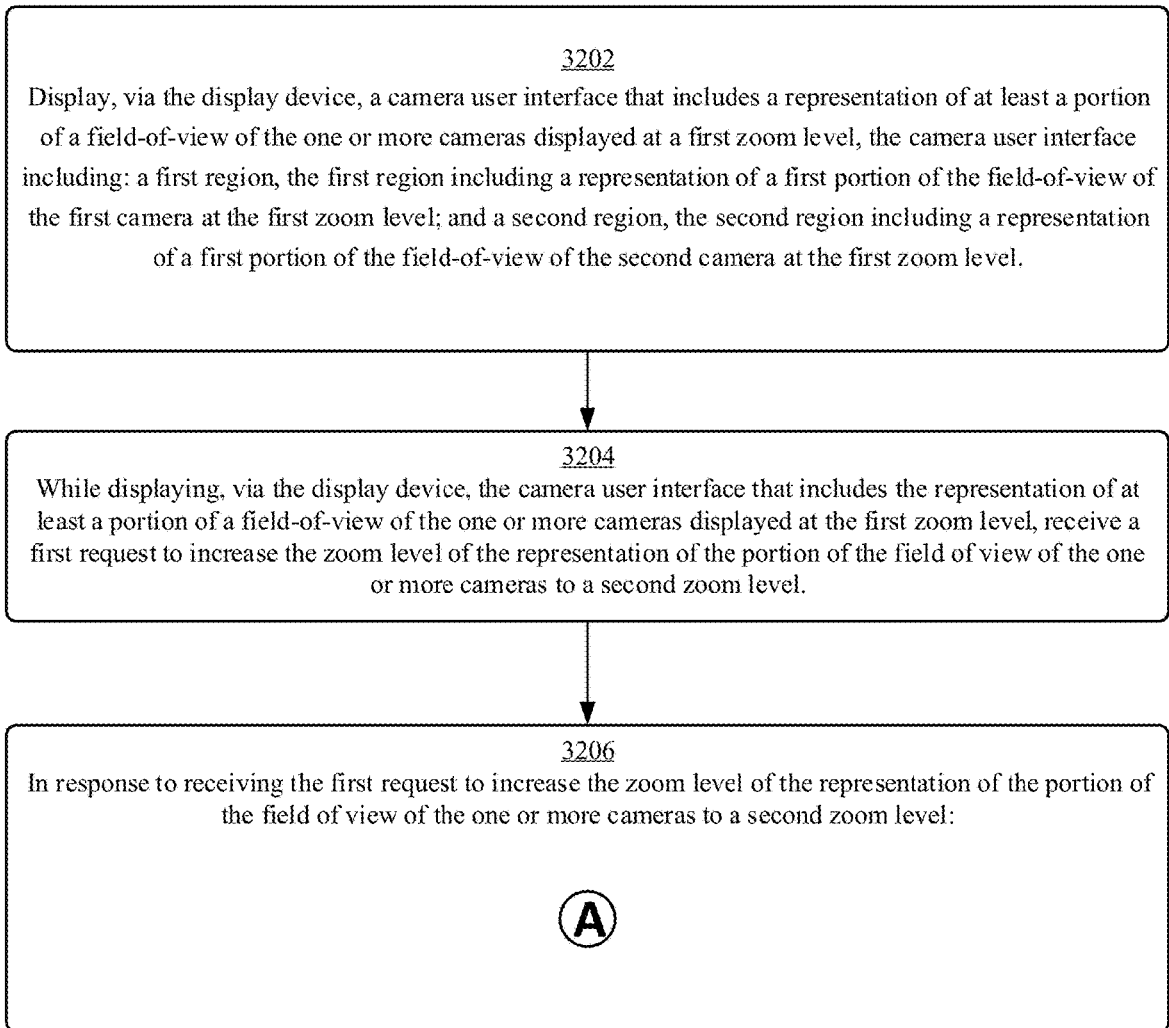 3202
Display, via the display device, a camera user interface that includes a representation of at least a portion
of a field-of-view of the one or more cameras displayed at a first zoom level, the camera user interface
including: a first region, the first region including a representation of a first portion of the field-of-view of
the first camera at the first zoom level; and a second region, the second region including a representation
of a first portion of the field-of-view of the second camera at the first zoom level.
3204
While displaying, via the display device, the camera user interface that includes the representation of at
least a portion of a field-of-view of the one or more cameras displayed at the first zoom level, receive a
first request to increase the zoom level of the representation of the portion of the field of view of the one
or more cameras to a second zoom level.
3206
In response to receiving the first request to increase the zoom level of the representation of the portion of
the field of view of the one or more cameras to a second zoom level:
A